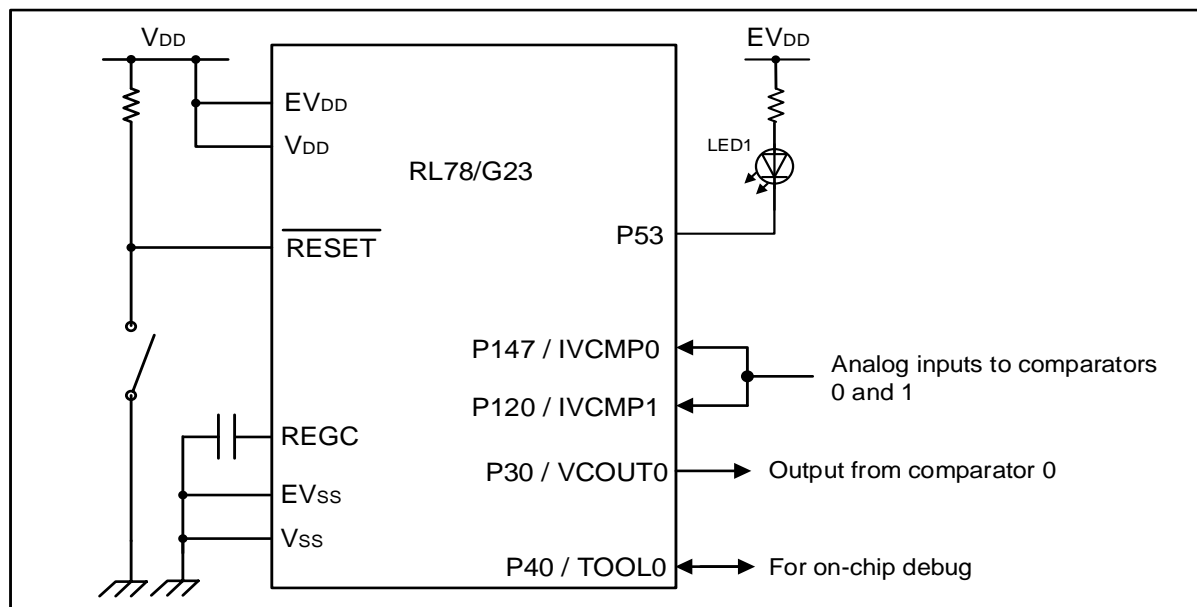 VDD
EVDD
EVDD
VDD
RL78/G23
LED1
P53
RESET
P147 / IVCMP0
Analog inputs to comparators
0 and 1
P120 / IVCMP1
REGC
P30 / VCOUT0
Output from comparator 0
EVSS
VSS
P40 / TOOL0
For on-chip debug